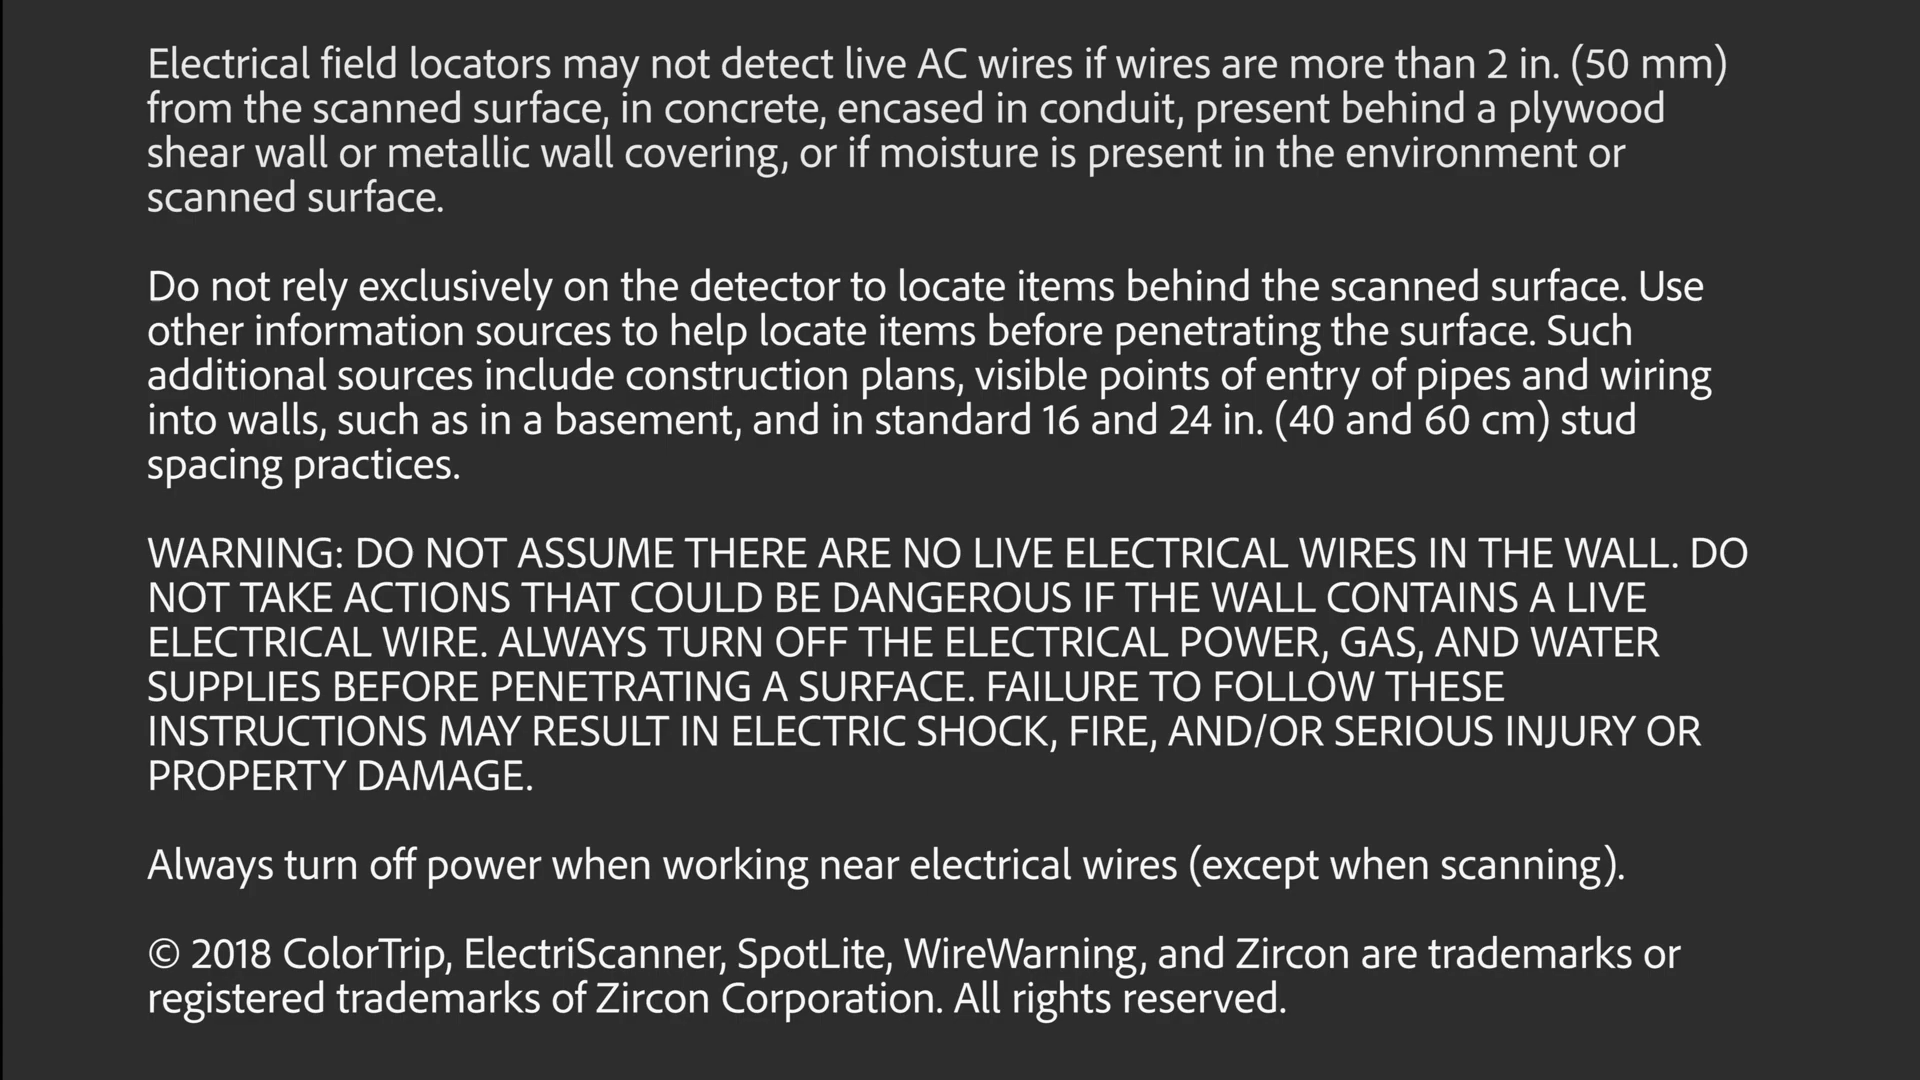 Electrical field locators may not detect live AC wires if wires are more than 2 in. (50 mm)
from the scanned surface, in concrete, encased in conduit, present behind a plywood
shear wall or metallic wall covering, or if moisture is present in the environment or
scanned surface.
Do not rely exclusively on the detector to locate items behind the scanned surface. Use
other information sources to help locate items before penetrating the surface. Such
additional sources include construction plans, visible points of entry of pipes and wiring
into walls, such as in a basement, and in standard 16 and 24 in. (40 and 60 cm) stud
spacing practices.
WARNING: DO NOT ASSUME THERE ARE NO LIVE ELECTRICAL WIRES IN THE WALL. DO
NOT TAKE ACTIONS THAT COULD BE DANGEROUS IF THE WALL CONTAINS A LIVE
ELECTRICAL WIRE. ALWAYS TURN OFF THE ELECTRICAL POWER, GAS, AND WATER
SUPPLIES BEFORE PENETRATING A SURFACE. FAILURE TO FOLLOW THESE
INSTRUCTIONS MAY RESULT IN ELECTRIC SHOCK, FIRE, AND/OR SERIOUS INJURY OR
PROPERTY DAMAGE.
Always turn off power when working near electrical wires (except when scanning).
© 2018 ColorTrip, ElectriScanner, SpotLite, WireWarning, and Zircon are trademarks or
registered trademarks of Zircon Corporation. All rights reserved.